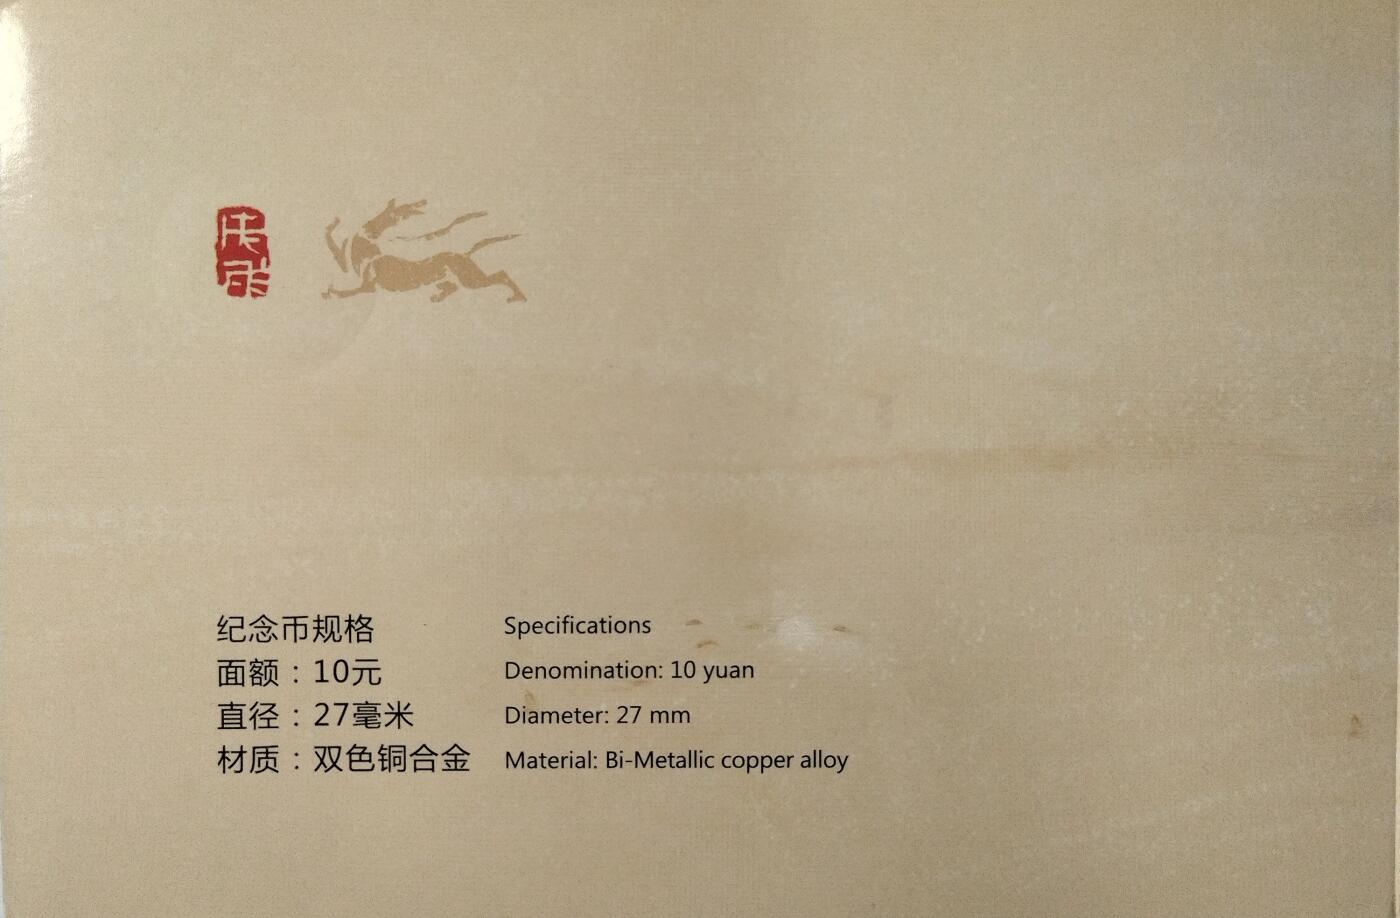 纪念币规格
面额：10元
直径：27毫米
材质：双色铜合金
Specifications
Denomination: 10 yuan
Diameter: 27 mm
Material: Bi-Metallic copper alloy